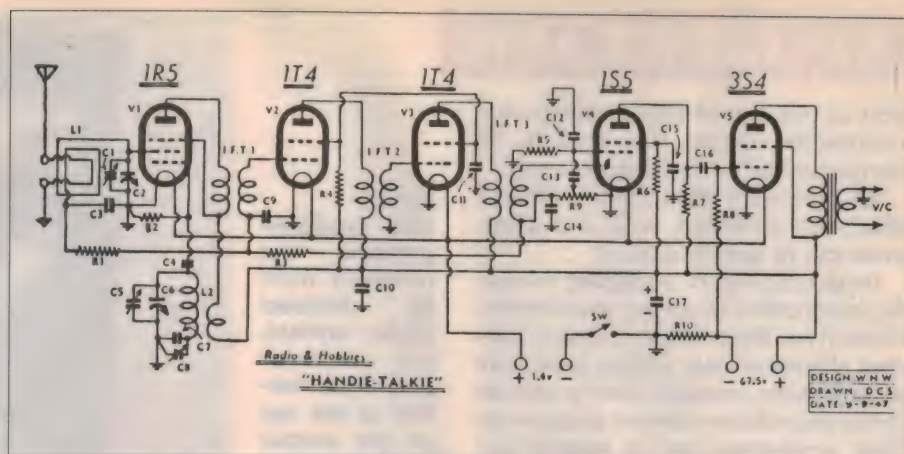 1R5
1T4
1T4
1S5
3S4
V1
V2
V3
V4
V5
L1
C1
C2
C3
R2
R1
C4
R3
C5
C6
L2
C7
C8
I.F.T.1
C9
R4
I F T 2
C10
C11
I.F.T 3
R5
C12
C13
R9
C14
R6
C15
R7
C16
R8
V/C
C17
R10
SW
+ 1.4v −
− 67.5v +
+
−
Radio & Hobbies
"HANDIE-TALKIE"
DESIGN W N W
DRAWN D C S
DATE